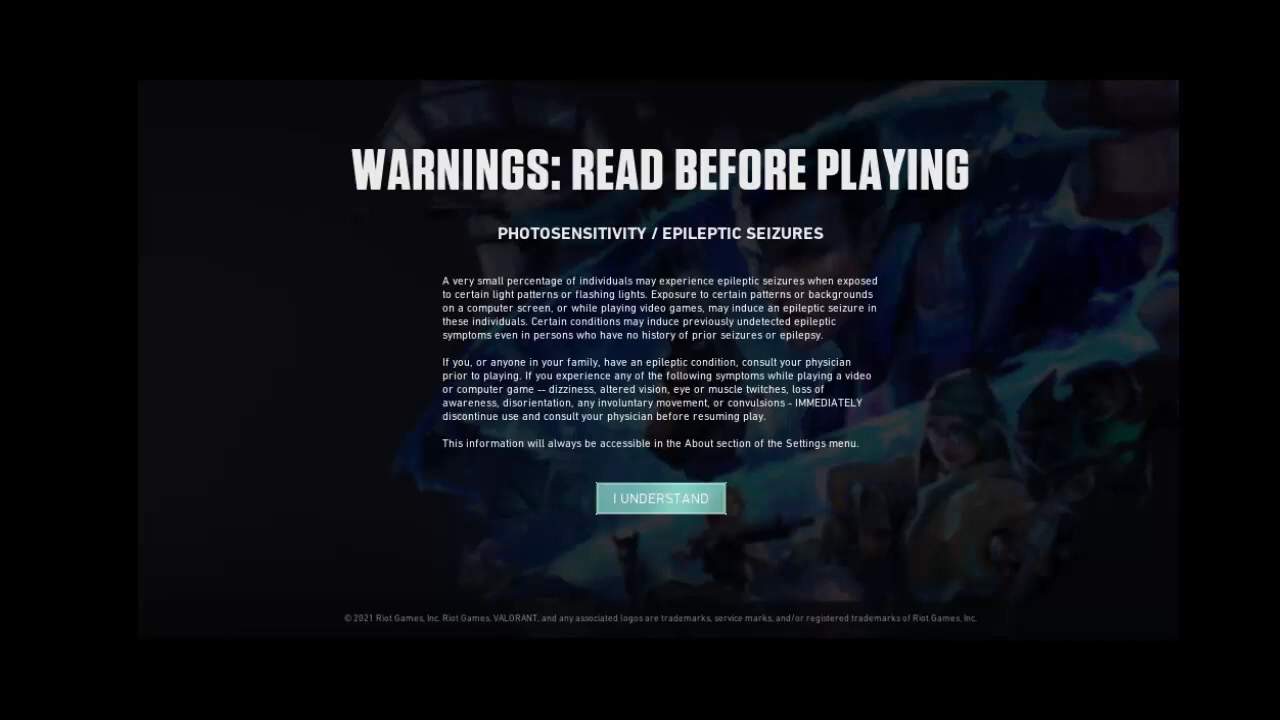 WARNINGS: READ BEFORE PLAYING
PHOTOSENSITIVITY / EPILEPTIC SEIZURES
A very small percentage of individuals may experience epileptic seizures when exposed
to certain light patterns or flashing lights. Exposure to certain patterns or backgrounds
on a computer screen, or while playing video games, may induce an epileptic seizure in
these individuals. Certain conditions may induce previously undetected epileptic
symptoms even in persons who have no history of prior seizures or epilepsy.
If you, or anyone in your family, have an epileptic condition, consult your physician
prior to playing. If you experience any of the following symptoms while playing a video
or computer game — dizziness, altered vision, eye or muscle twitches, loss of
awareness, disorientation, any involuntary movement, or convulsions - IMMEDIATELY
discontinue use and consult your physician before resuming play.
This information will always be accessible in the About section of the Settings menu.
I UNDERSTAND
© 2021 Riot Games, Inc. Riot Games, VALORANT, and any associated logos are trademarks, service marks, and/or registered trademarks of Riot Games, Inc.